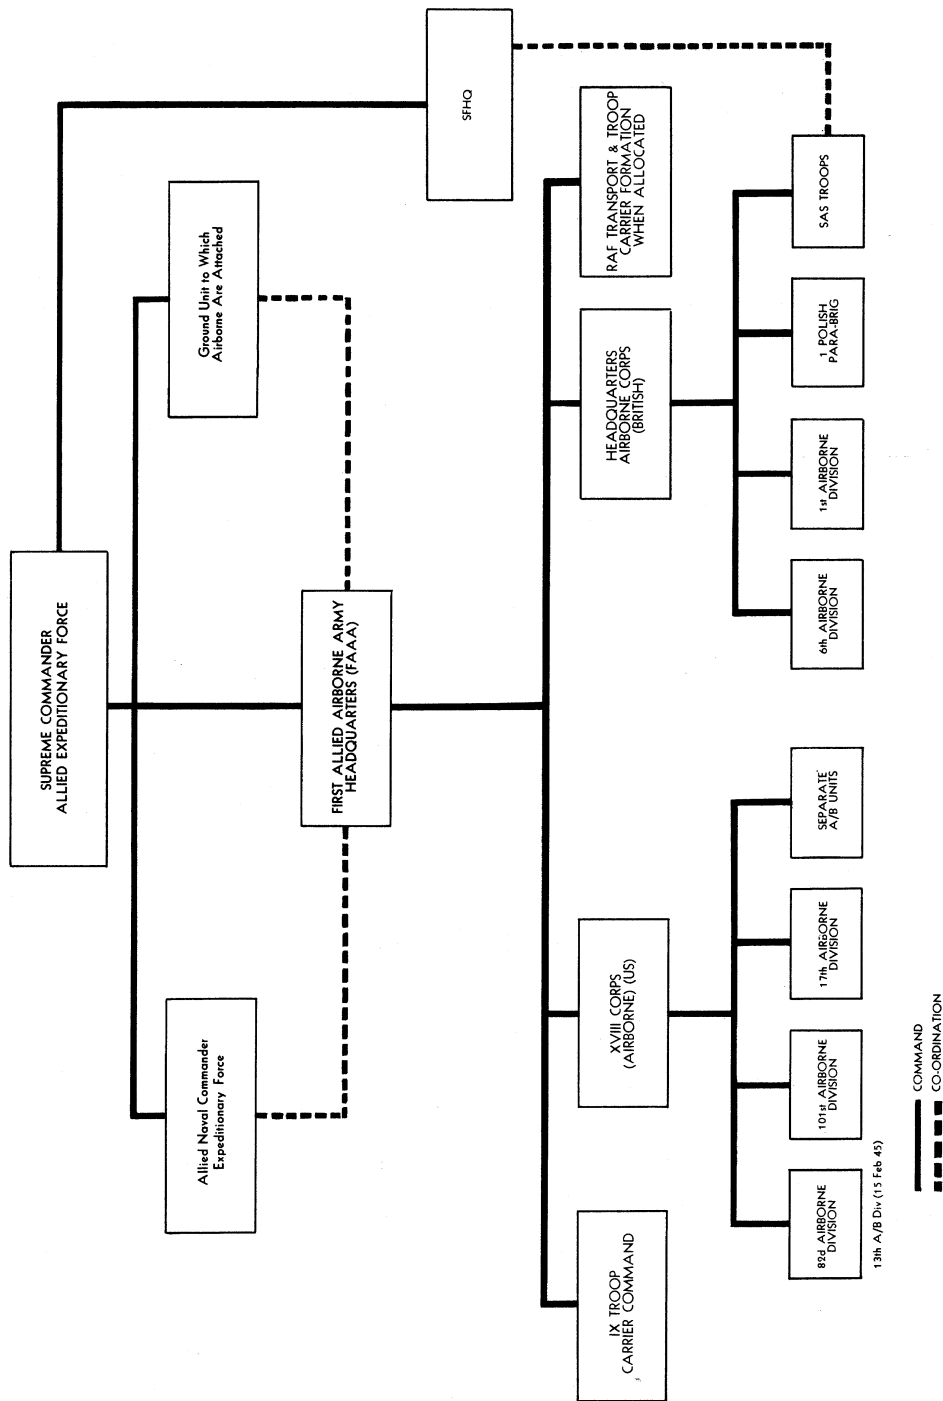 SUPREME COMMANDER
ALLIED EXPEDITIONARY FORCE
SFHQ
Allied Naval Commander
Expeditionary Force
Ground Unit to Which
Airborne Are Attached
FIRST ALLIED AIRBORNE ARMY
HEADQUARTERS (FAAA)
IX TROOP
CARRIER COMMAND
XVIII CORPS
(AIRBORNE) (US)
HEADQUARTERS
AIRBORNE CORPS
(BRITISH)
RAF TRANSPORT & TROOP
CARRIER FORMATION
WHEN ALLOCATED
82d AIRBORNE
DIVISION
101st AIRBORNE
DIVISION
17th AIRBORNE
DIVISION
SEPARATE
A/B UNITS
6th AIRBORNE
DIVISION
1st AIRBORNE
DIVISION
1 POLISH
PARA-BRIG
SAS TROOPS
13th A/B Div (15 Feb 45)
COMMAND
CO-ORDINATION